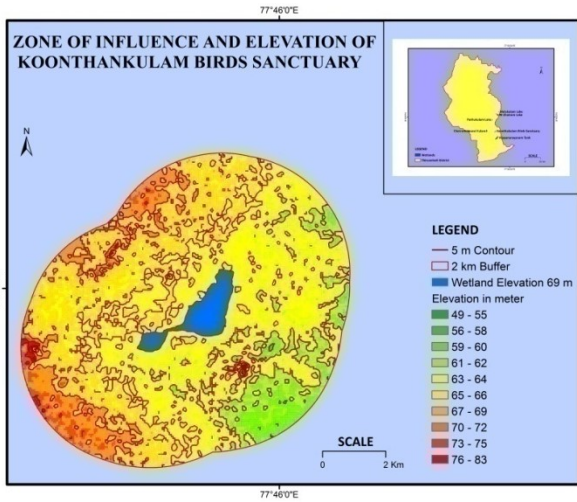 77°46'0"E
ZONE OF INFLUENCE AND ELEVATION OF
KOONTHANKULAM BIRDS SANCTUARY
N
LEGEND
SCALE
LEGEND
5 m Contour
2 km Buffer
Wetland Elevation 69 m
Elevation in meter
49 - 55
56 - 58
59 - 60
61 - 62
63 - 64
65 - 66
67 - 69
70 - 72
73 - 75
76 - 83
SCALE
0 2 Km
77°46'0"E